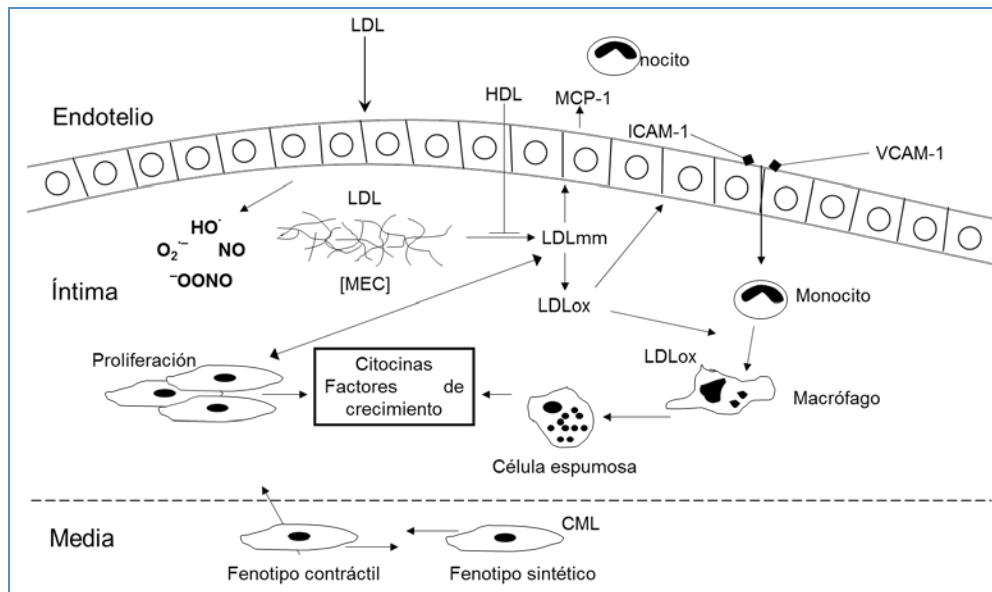 LDL
nocito
HDL
MCP-1
Endotelio
ICAM-1
VCAM-1
LDL
HO˙
O₂˙⁻ NO
⁻OONO
LDLmm
[MEC]
Íntima
LDLox
Monocito
Proliferación
LDLox
Citocinas
Factores de
crecimiento
Macrófago
Célula espumosa
Media
CML
Fenotipo contráctil
Fenotipo sintético